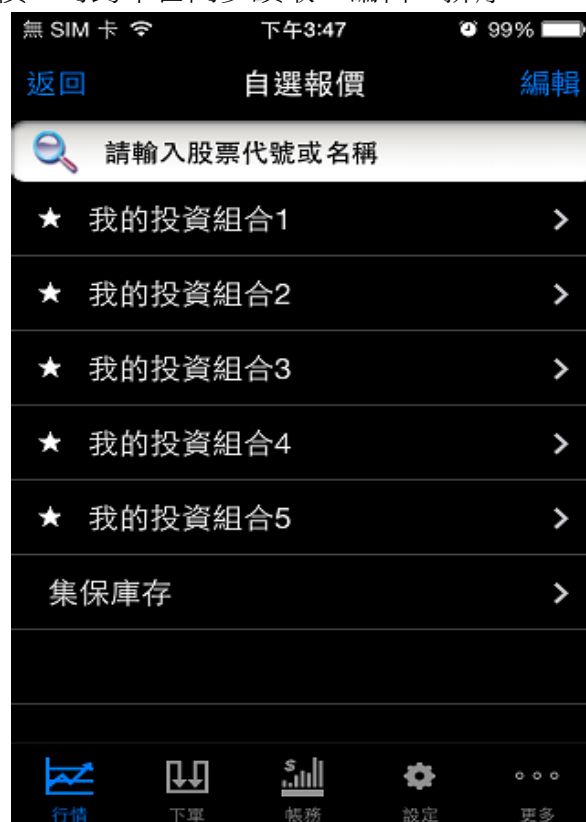 無 SIM 卡 下午3:47 99%
返回 自選報價 編輯
請輸入股票代號或名稱
★ 我的投資組合1 >
★ 我的投資組合2 >
★ 我的投資組合3 >
★ 我的投資組合4 >
★ 我的投資組合5 >
集保庫存 >
行情 下單 帳務 設定 更多